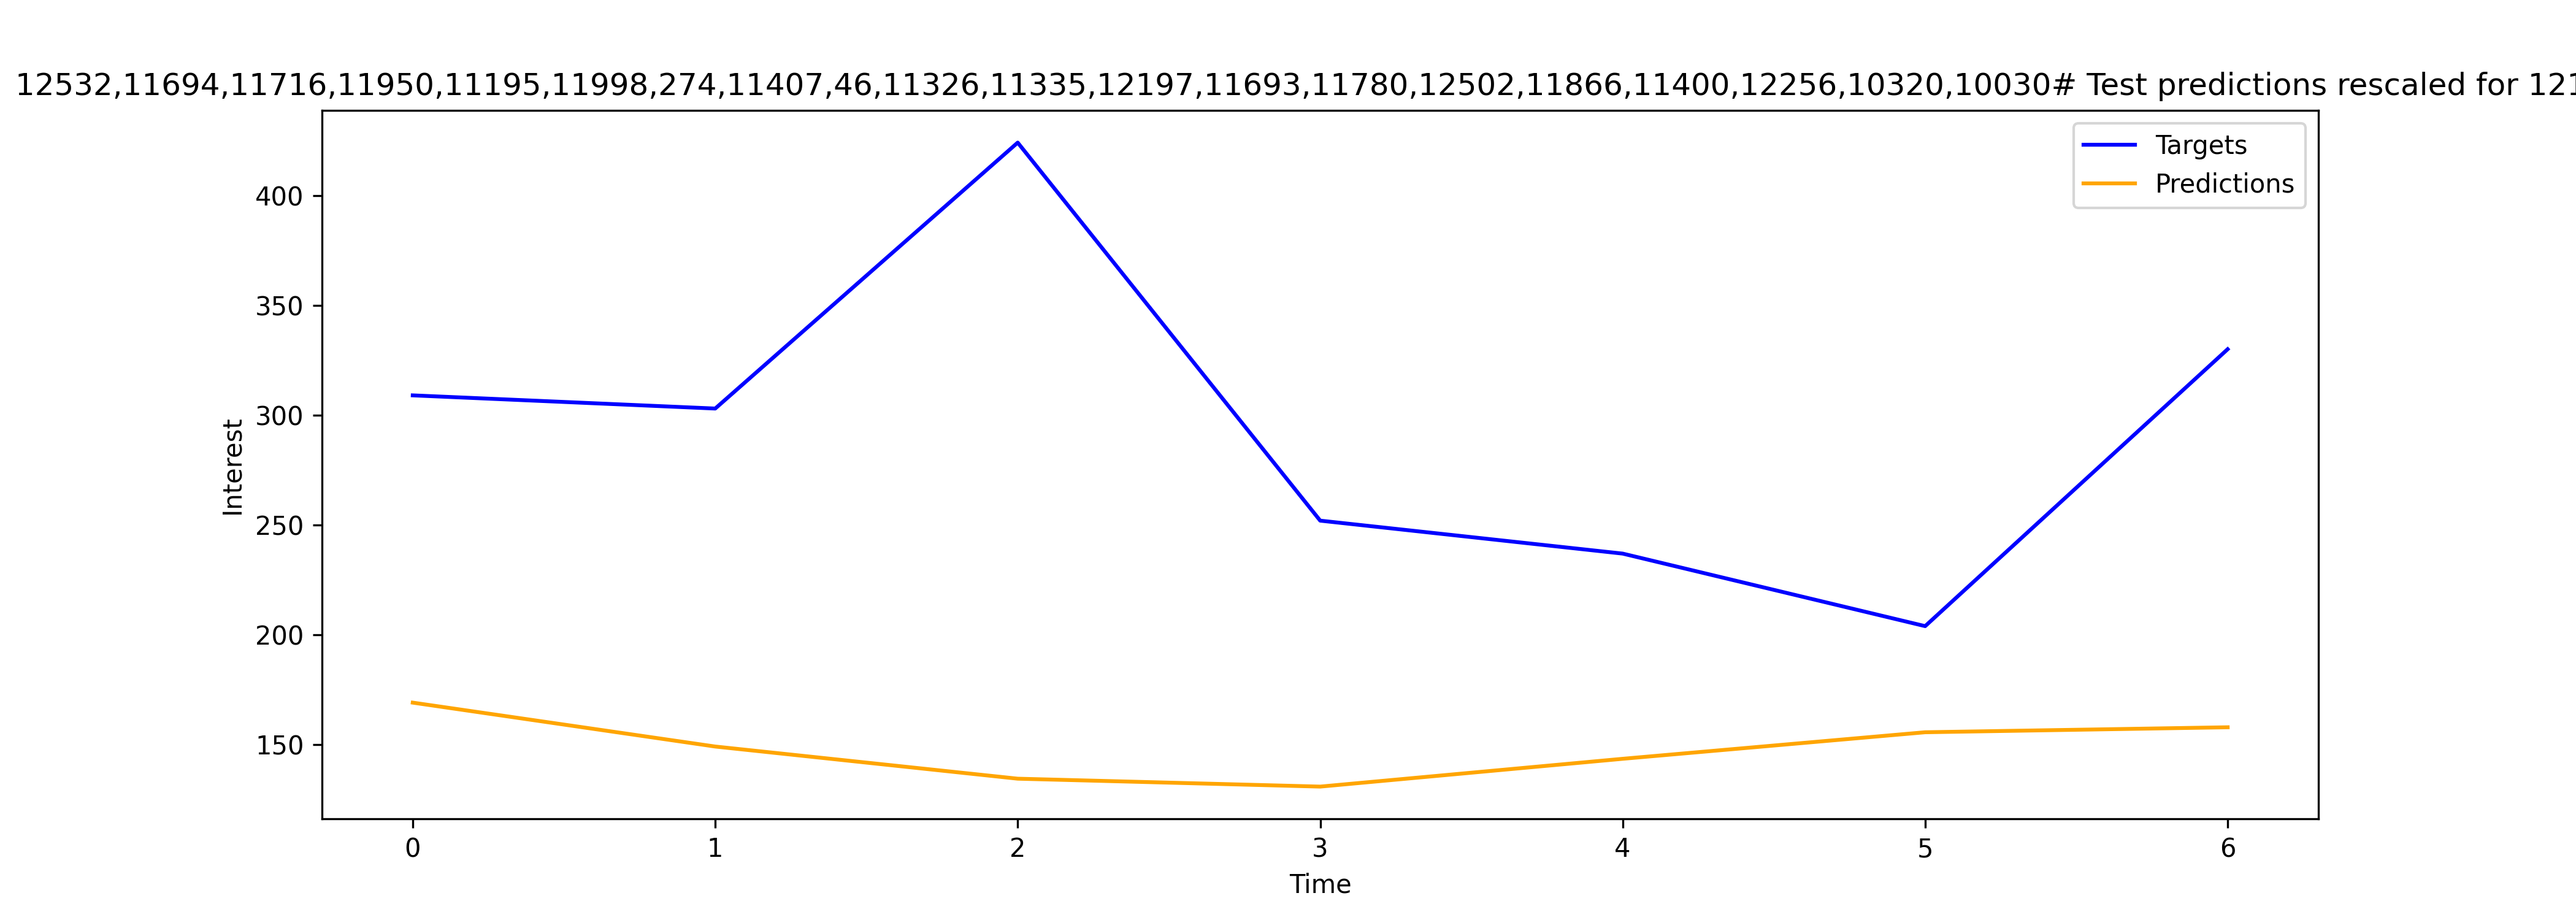 12532,11694,11716,11950,11195,11998,274,11407,46,11326,11335,12197,11693,11780,12502,11866,11400,12256,10320,10030# Test predictions rescaled for 121
Targets
Predictions
400
350
300
250
200
150
Interest
0 1 2 3 4 5 6
Time